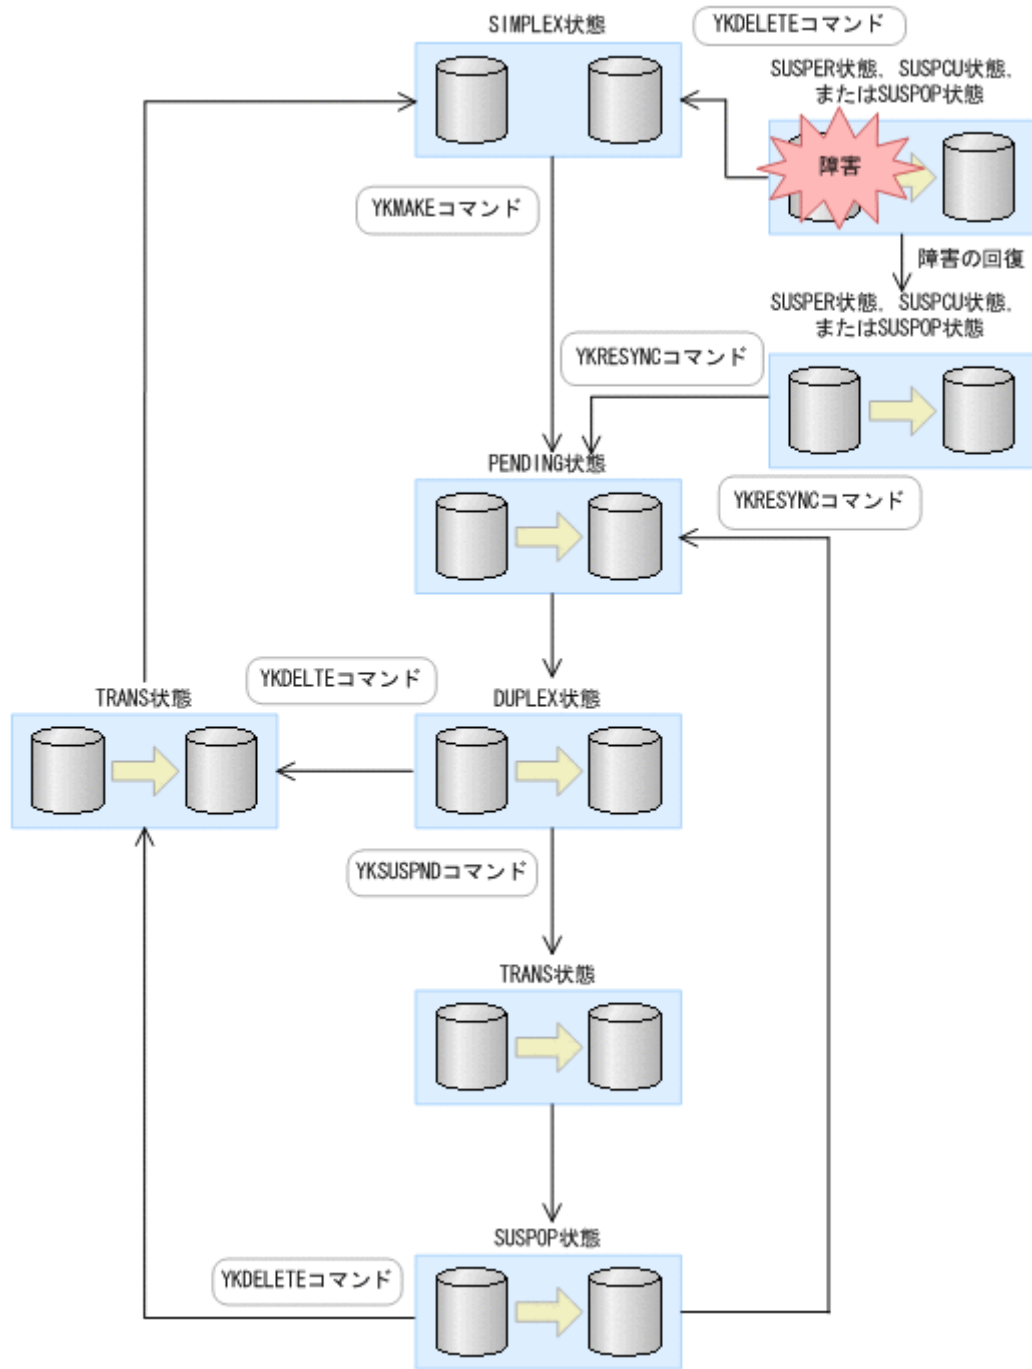 SIMPLEX状態
YKDELETEコマンド
SUSPER状態, SUSPCU状態,
またはSUSPOP状態
障害
YKMAKEコマンド
障害の回復
SUSPER状態, SUSPCU状態,
またはSUSPOP状態
YKRESYNCコマンド
PENDING状態
YKRESYNCコマンド
YKDELTEコマンド
TRANS状態
DUPLEX状態
YKSUSPNDコマンド
TRANS状態
SUSPOP状態
YKDELETEコマンド